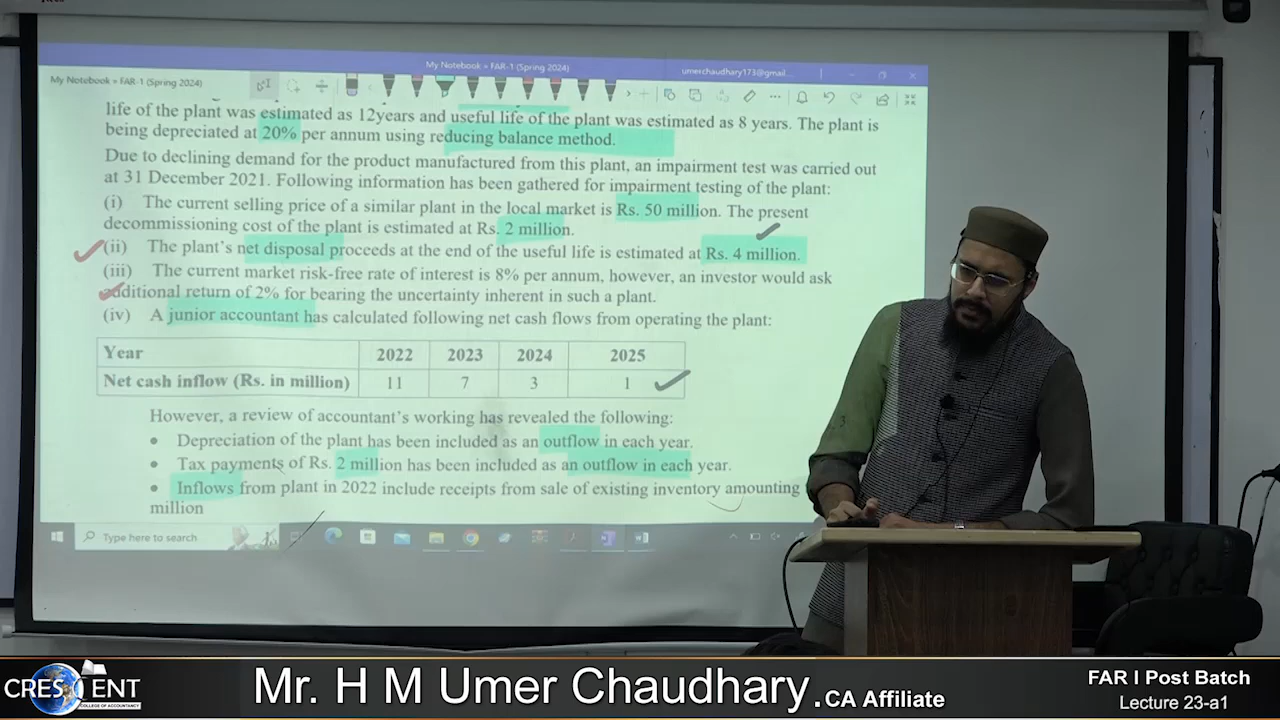 My Notebook » FAR-1 (Spring 2024)
umerchaudhary173@gmail...
My Notebook » FAR-1 (Spring 2024)
life of the plant was estimated as 12years and useful life of the plant was estimated as 8 years. The plant is
being depreciated at 20% per annum using reducing balance method.
Due to declining demand for the product manufactured from this plant, an impairment test was carried out
at 31 December 2021. Following information has been gathered for impairment testing of the plant:
(i) The current selling price of a similar plant in the local market is Rs. 50 million. The present
decommissioning cost of the plant is estimated at Rs. 2 million.
(ii) The plant's net disposal proceeds at the end of the useful life is estimated at Rs. 4 million.
(iii) The current market risk-free rate of interest is 8% per annum, however, an investor would ask
additional return of 2% for bearing the uncertainty inherent in such a plant.
(iv) A junior accountant has calculated following net cash flows from operating the plant:
Year 2022 2023 2024 2025
Net cash inflow (Rs. in million) 11 7 3 1
However, a review of accountant's working has revealed the following:
• Depreciation of the plant has been included as an outflow in each year.
• Tax payments of Rs. 2 million has been included as an outflow in each year.
• Inflows from plant in 2022 include receipts from sale of existing inventory amounting
million
Type here to search
CRESCENT
COLLEGE OF ACCOUNTANCY
Mr. H M Umer Chaudhary .CA Affiliate
FAR I Post Batch
Lecture 23-a1